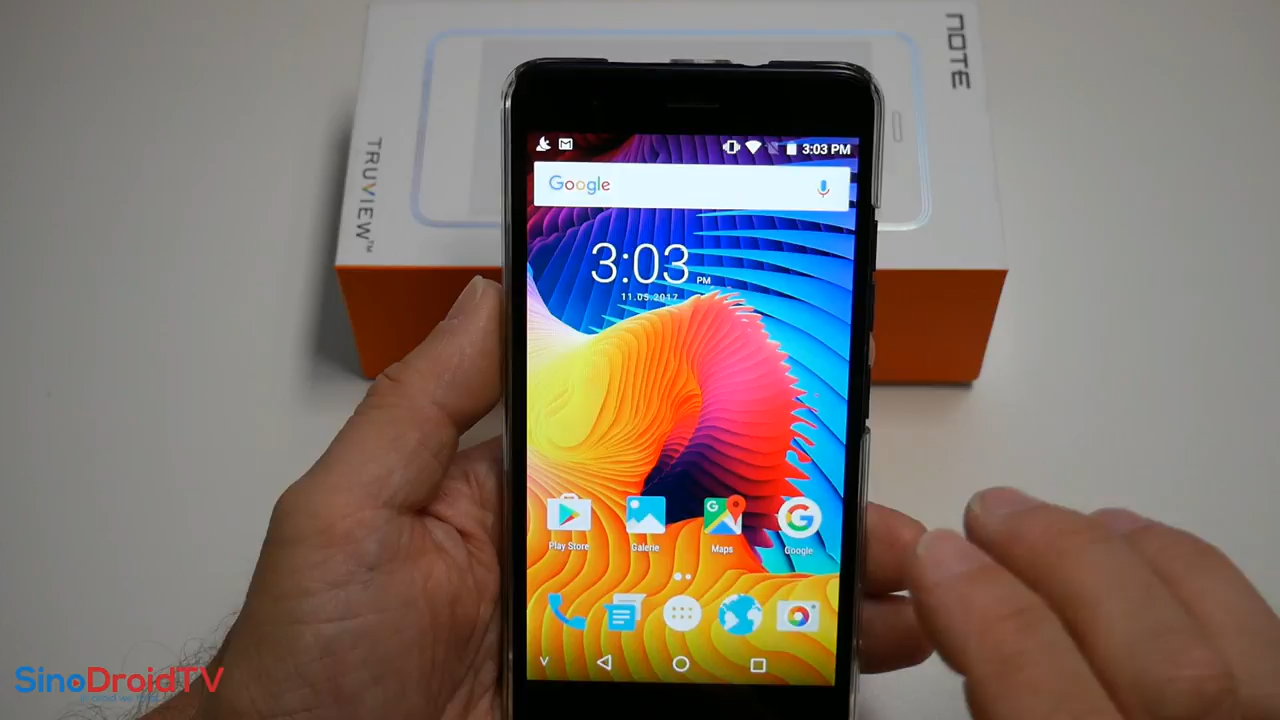 NOTE
TRUVIEW™
3:03 PM
Google
3:03 PM
11.05.2017
Play Store
Galerie
Maps
Google
SinoDroidTV